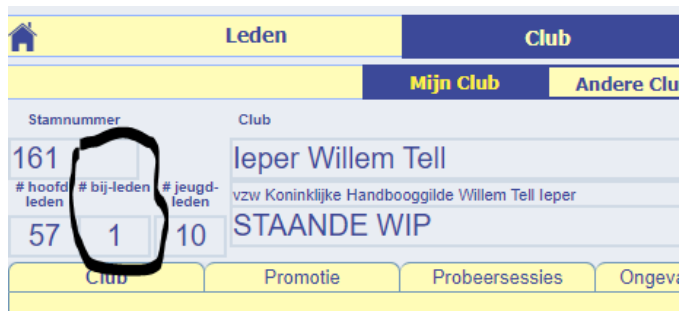 Leden Club
Mijn Club Andere Clu
Stamnummer Club
161 Ieper Willem Tell
# hoofd- # bij-leden # jeugd-
leden leden
vzw Koninklijke Handbooggilde Willem Tell Ieper
57 1 10 STAANDE WIP
Club Promotie Probeersessies Ongeva